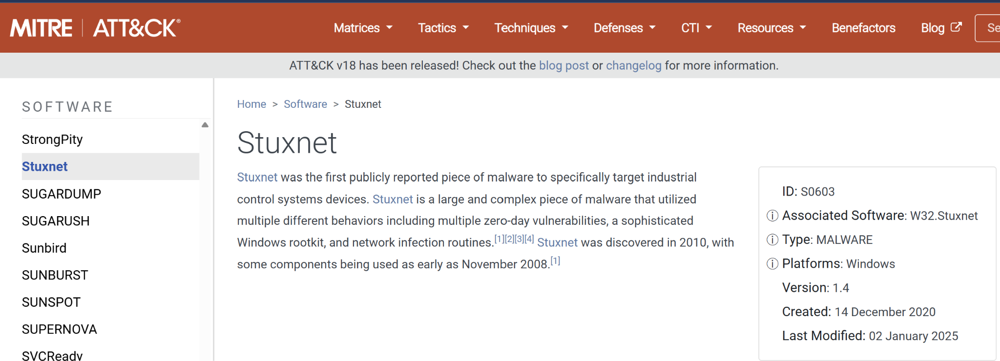 MITRE | ATT&CK®
Matrices Tactics Techniques Defenses CTI Resources Benefactors Blog Se
ATT&CK v18 has been released! Check out the blog post or changelog for more information.
SOFTWARE
StrongPity
Stuxnet
SUGARDUMP
SUGARUSH
Sunbird
SUNBURST
SUNSPOT
SUPERNOVA
SVCReady
Home > Software > Stuxnet
Stuxnet
Stuxnet was the first publicly reported piece of malware to specifically target industrial
control systems devices. Stuxnet is a large and complex piece of malware that utilized
multiple different behaviors including multiple zero-day vulnerabilities, a sophisticated
Windows rootkit, and network infection routines.[1][2][3][4] Stuxnet was discovered in 2010, with
some components being used as early as November 2008.[1]
ID: S0603
ⓘ Associated Software: W32.Stuxnet
ⓘ Type: MALWARE
ⓘ Platforms: Windows
Version: 1.4
Created: 14 December 2020
Last Modified: 02 January 2025